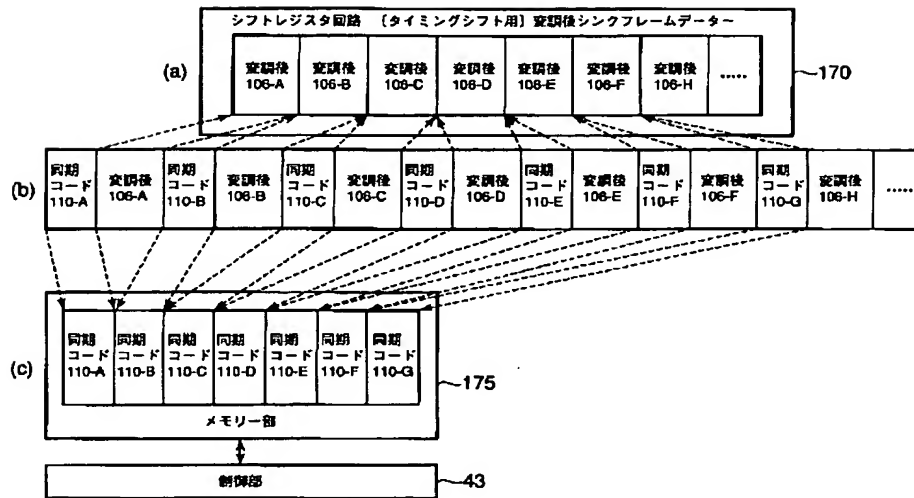 シフトレジスタ回路 〔タイミングシフト用〕変調後シンクフレームデーター
(a)
変調後 106-A
変調後 106-B
変調後 106-C
変調後 106-D
変調後 106-E
変調後 106-F
変調後 106-H
.....
170
(b)
同期コード 110-A
変調後 106-A
同期コード 110-B
変調後 106-B
同期コード 110-C
変調後 106-C
同期コード 110-D
変調後 106-D
同期コード 110-E
変調後 106-E
同期コード 110-F
変調後 106-F
同期コード 110-G
変調後 106-H
.....
(c)
同期コード 110-A
同期コード 110-B
同期コード 110-C
同期コード 110-D
同期コード 110-E
同期コード 110-F
同期コード 110-G
175
メモリー部
制御部
43